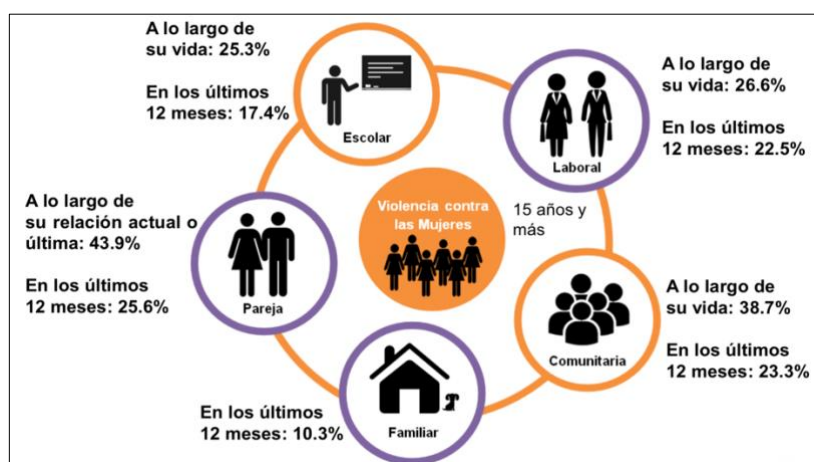 A lo largo de
su vida: 25.3%
En los últimos
12 meses: 17.4%
Escolar
A lo largo de
su vida: 26.6%
En los últimos
12 meses: 22.5%
Laboral
Violencia contra
las Mujeres
15 años y
más
A lo largo de
su relación actual o
última: 43.9%
En los últimos
12 meses: 25.6%
Pareja
A lo largo de
su vida: 38.7%
En los últimos
12 meses: 23.3%
Comunitaria
En los últimos
12 meses: 10.3%
Familiar